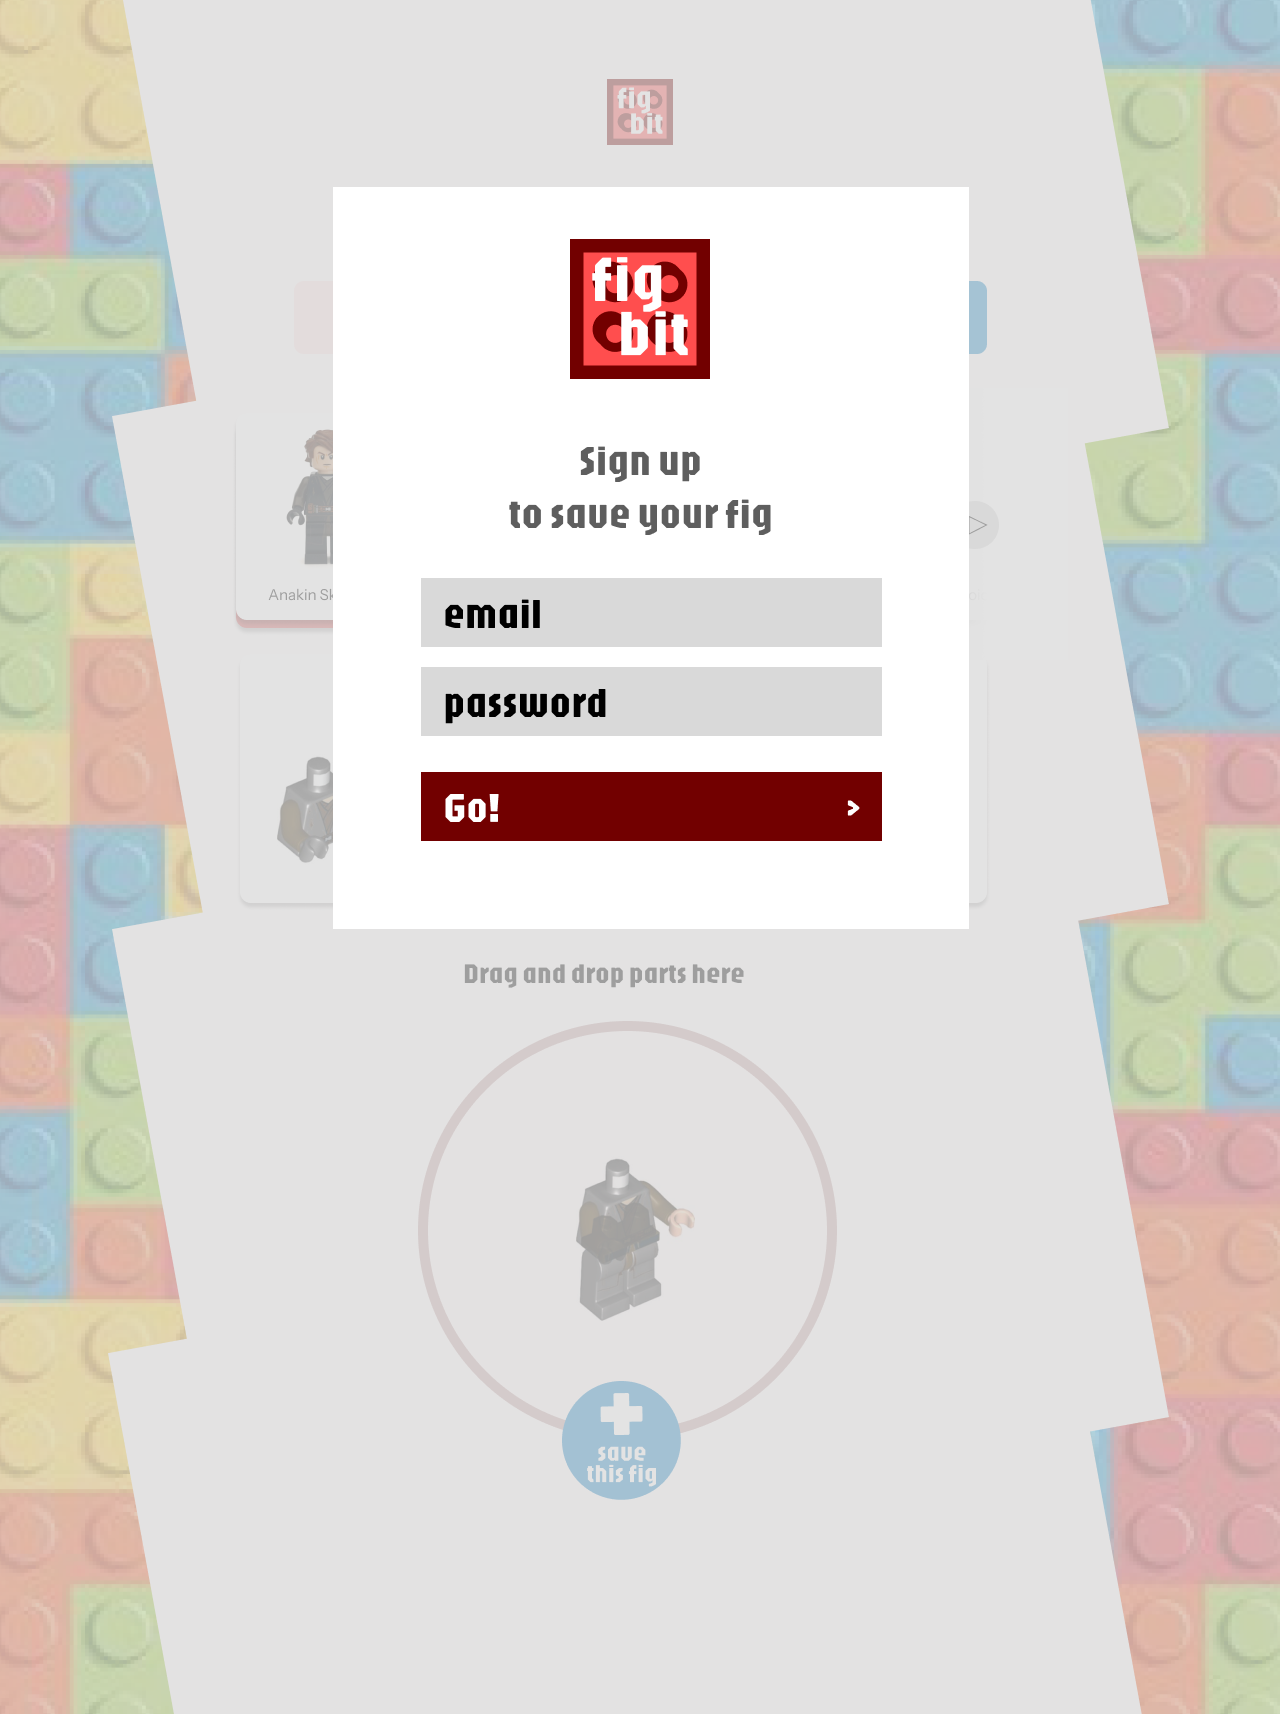 fig
bit
fig
bit
Sign up
to save your fig
Anakin
email
password
Go! >
Drag and drop parts here
save
this fig